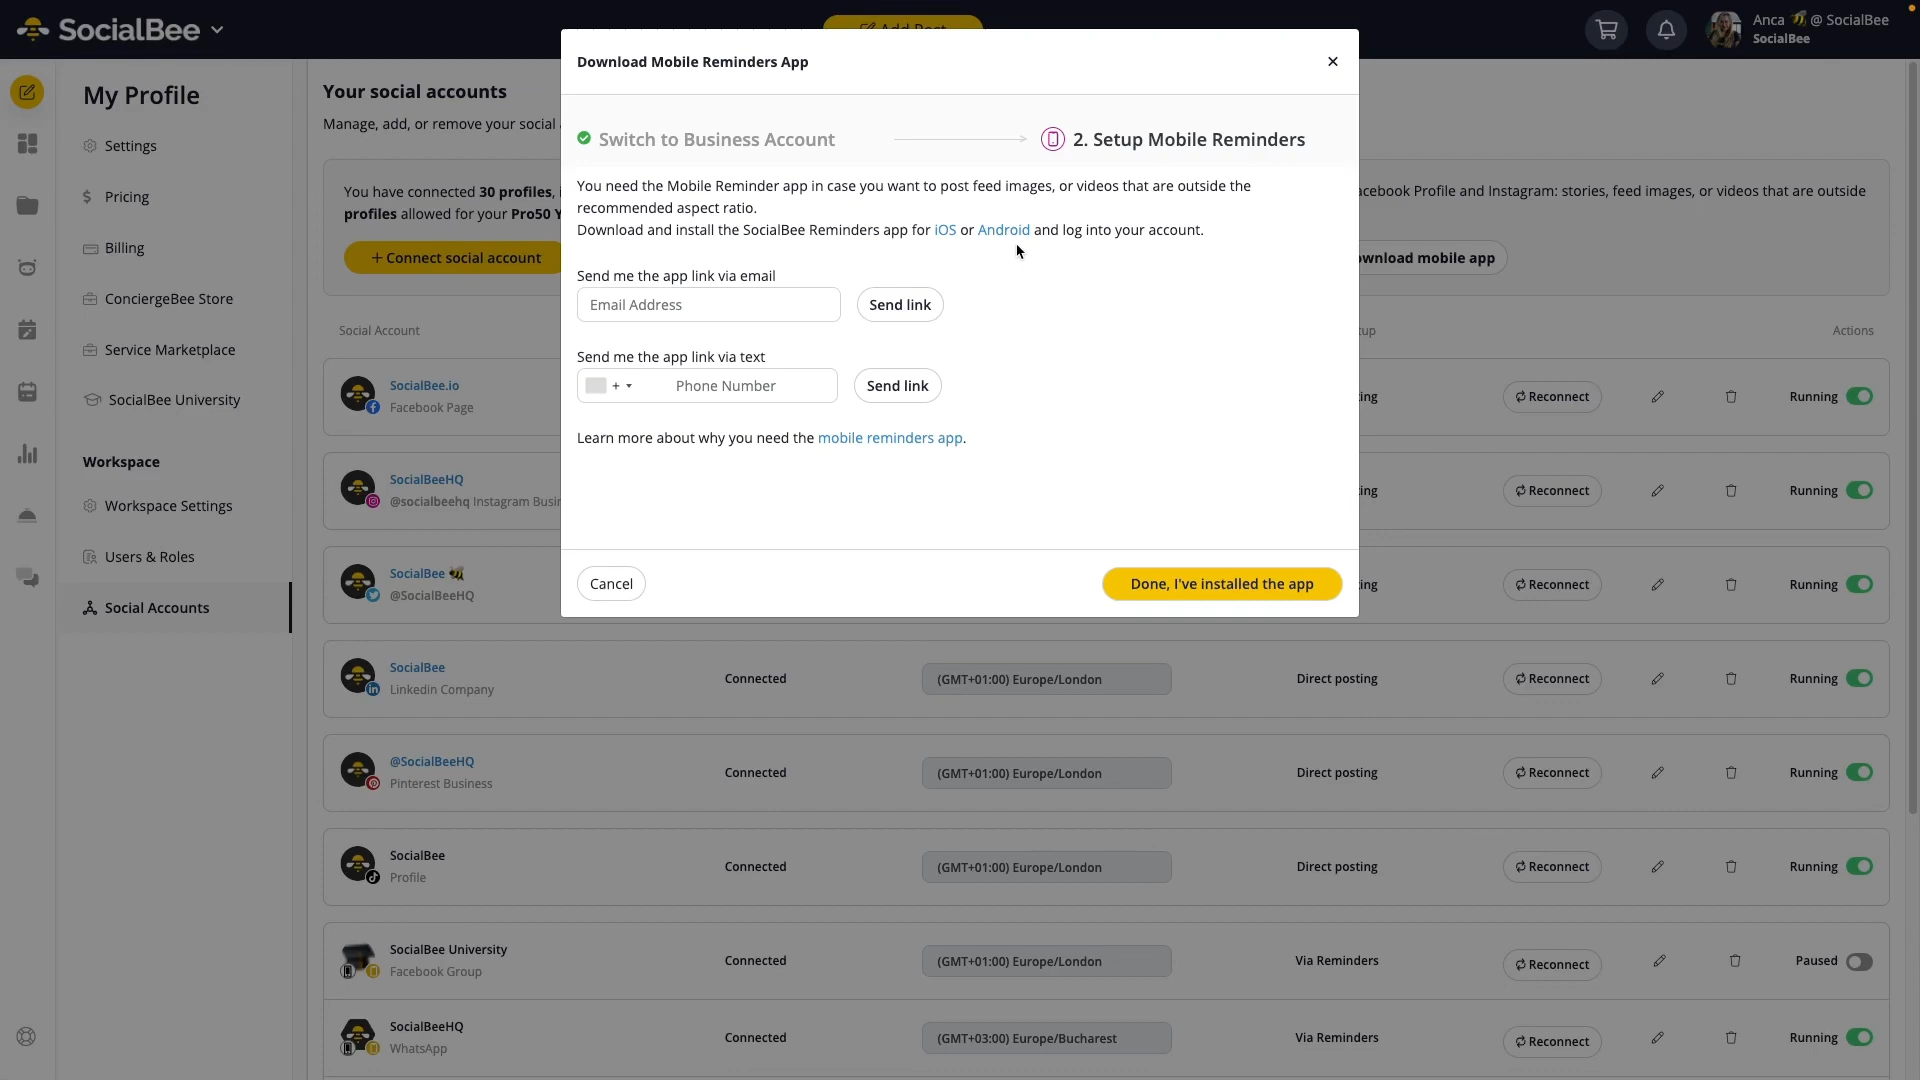 SocialBee
Add Post
Anca 🐝 @ SocialBee
SocialBee
My Profile
Settings
Pricing
Billing
ConciergeBee Store
Service Marketplace
SocialBee University
Workspace
Workspace Settings
Users & Roles
Social Accounts
Your social accounts
Manage, add, or remove your social
You have connected 30 profiles,
profiles allowed for your Pro50
+ Connect social account
acebook Profile and Instagram: stories, feed images, or videos that are outside
ownload mobile app
Download Mobile Reminders App
Switch to Business Account
2. Setup Mobile Reminders
You need the Mobile Reminder app in case you want to post feed images, or videos that are outside the
recommended aspect ratio.
Download and install the SocialBee Reminders app for iOS or Android and log into your account.
Send me the app link via email
Email Address
Send link
Send me the app link via text
+
Phone Number
Send link
Learn more about why you need the mobile reminders app.
Cancel
Done, I've installed the app
Social Account
tup
Actions
SocialBee.io
Facebook Page
ting
Reconnect
Running
SocialBeeHQ
@socialbeehq Instagram Busin
ting
Reconnect
Running
SocialBee 🐝
@SocialBeeHQ
ting
Reconnect
Running
SocialBee
Linkedin Company
Connected
(GMT+01:00) Europe/London
Direct posting
Reconnect
Running
@SocialBeeHQ
Pinterest Business
Connected
(GMT+01:00) Europe/London
Direct posting
Reconnect
Running
SocialBee
Profile
Connected
(GMT+01:00) Europe/London
Direct posting
Reconnect
Running
SocialBee University
Facebook Group
Connected
(GMT+01:00) Europe/London
Via Reminders
Reconnect
Paused
SocialBeeHQ
WhatsApp
Connected
(GMT+03:00) Europe/Bucharest
Via Reminders
Reconnect
Running